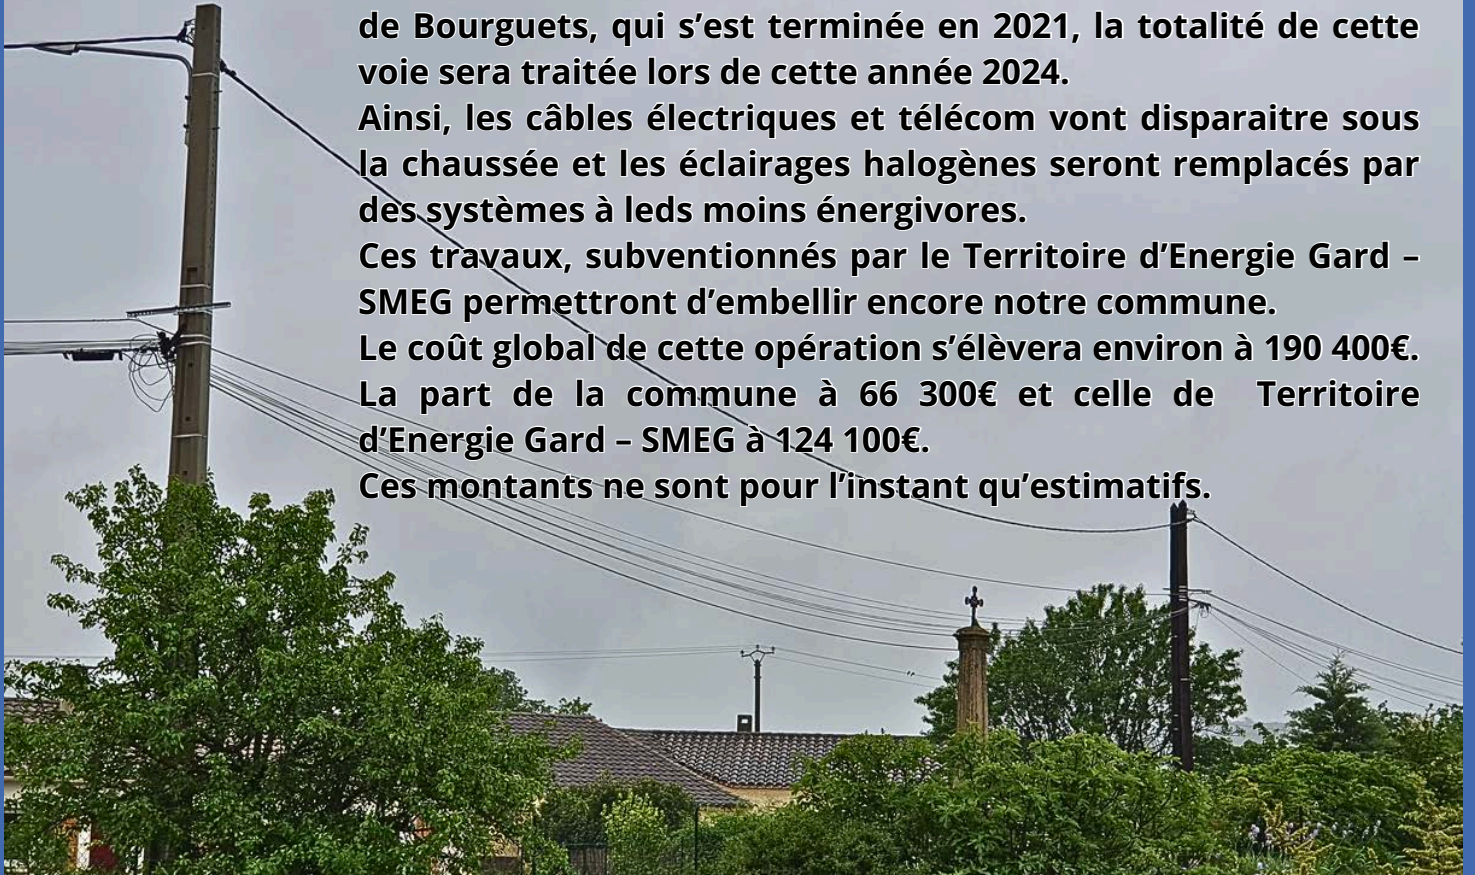 de Bourguets, qui s’est terminée en 2021, la totalité de cette
voie sera traitée lors de cette année 2024.
Ainsi, les câbles électriques et télécom vont disparaitre sous
la chaussée et les éclairages halogènes seront remplacés par
des systèmes à leds moins énergivores.
Ces travaux, subventionnés par le Territoire d’Energie Gard –
SMEG permettront d’embellir encore notre commune.
Le coût global de cette opération s’élèvera environ à 190 400€.
La part de la commune à 66 300€ et celle de Territoire
d’Energie Gard – SMEG à 124 100€.
Ces montants ne sont pour l’instant qu’estimatifs.